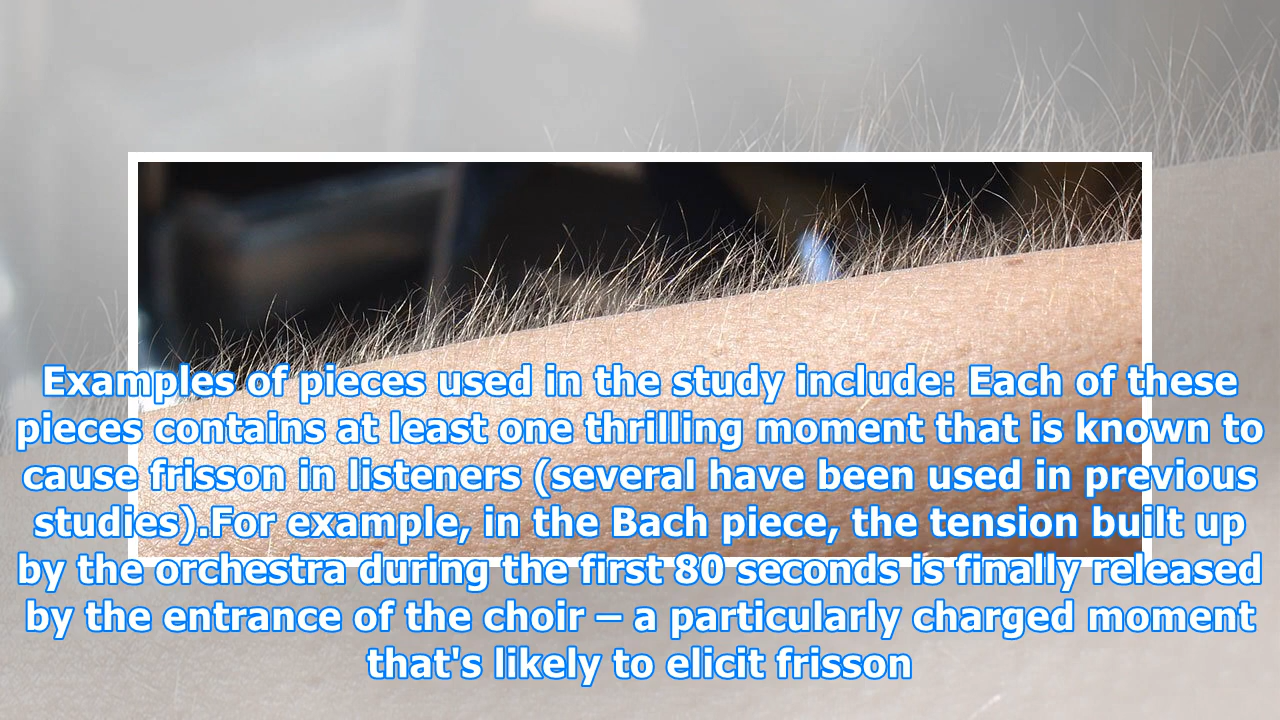 Examples of pieces used in the study include: Each of these
pieces contains at least one thrilling moment that is known to
cause frisson in listeners (several have been used in previous
studies).For example, in the Bach piece, the tension built up
by the orchestra during the first 80 seconds is finally released
by the entrance of the choir – a particularly charged moment
that's likely to elicit frisson